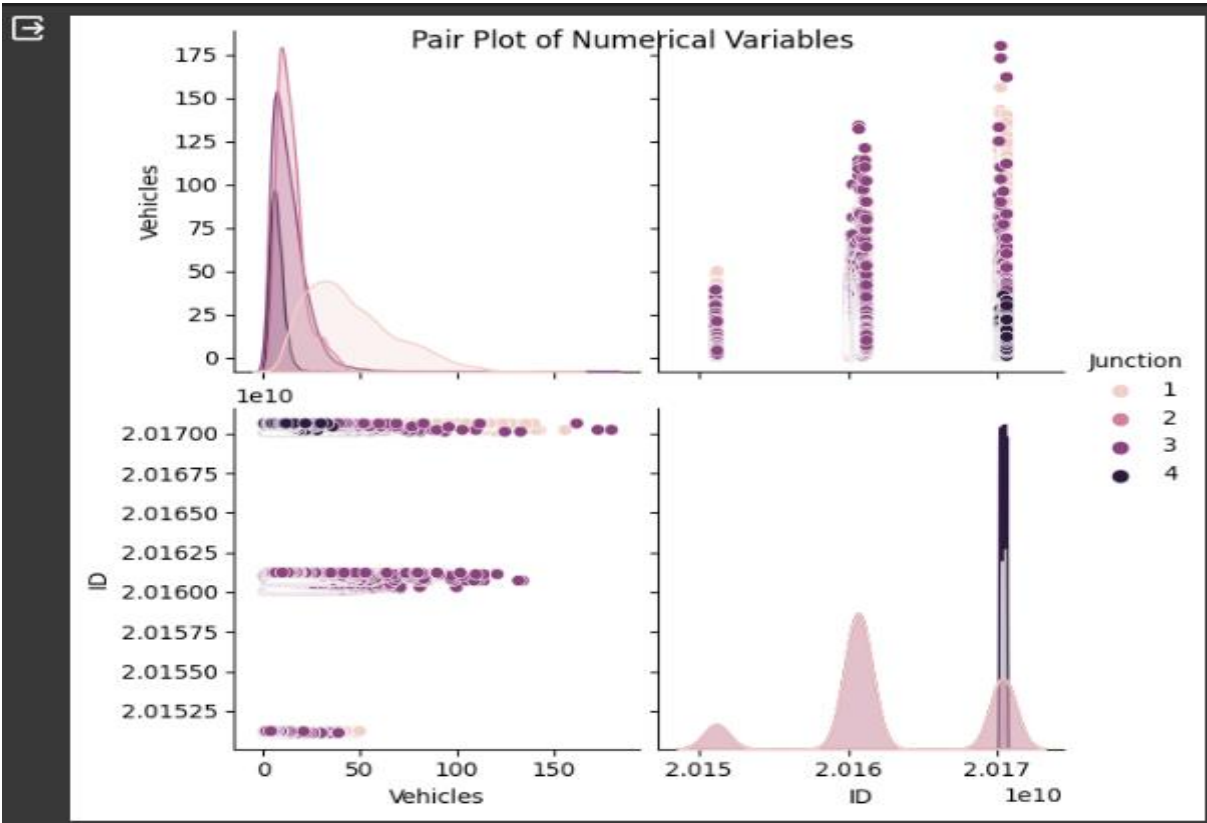 Pair Plot of Numerical Variables
175
150
125
100
75
50
25
0
Vehicles
Junction
1
2
3
4
1e10
2.01700
2.01675
2.01650
2.01625
2.01600
2.01575
2.01550
2.01525
ID
0 50 100 150
Vehicles
2.015 2.016 2.017
ID
1e10